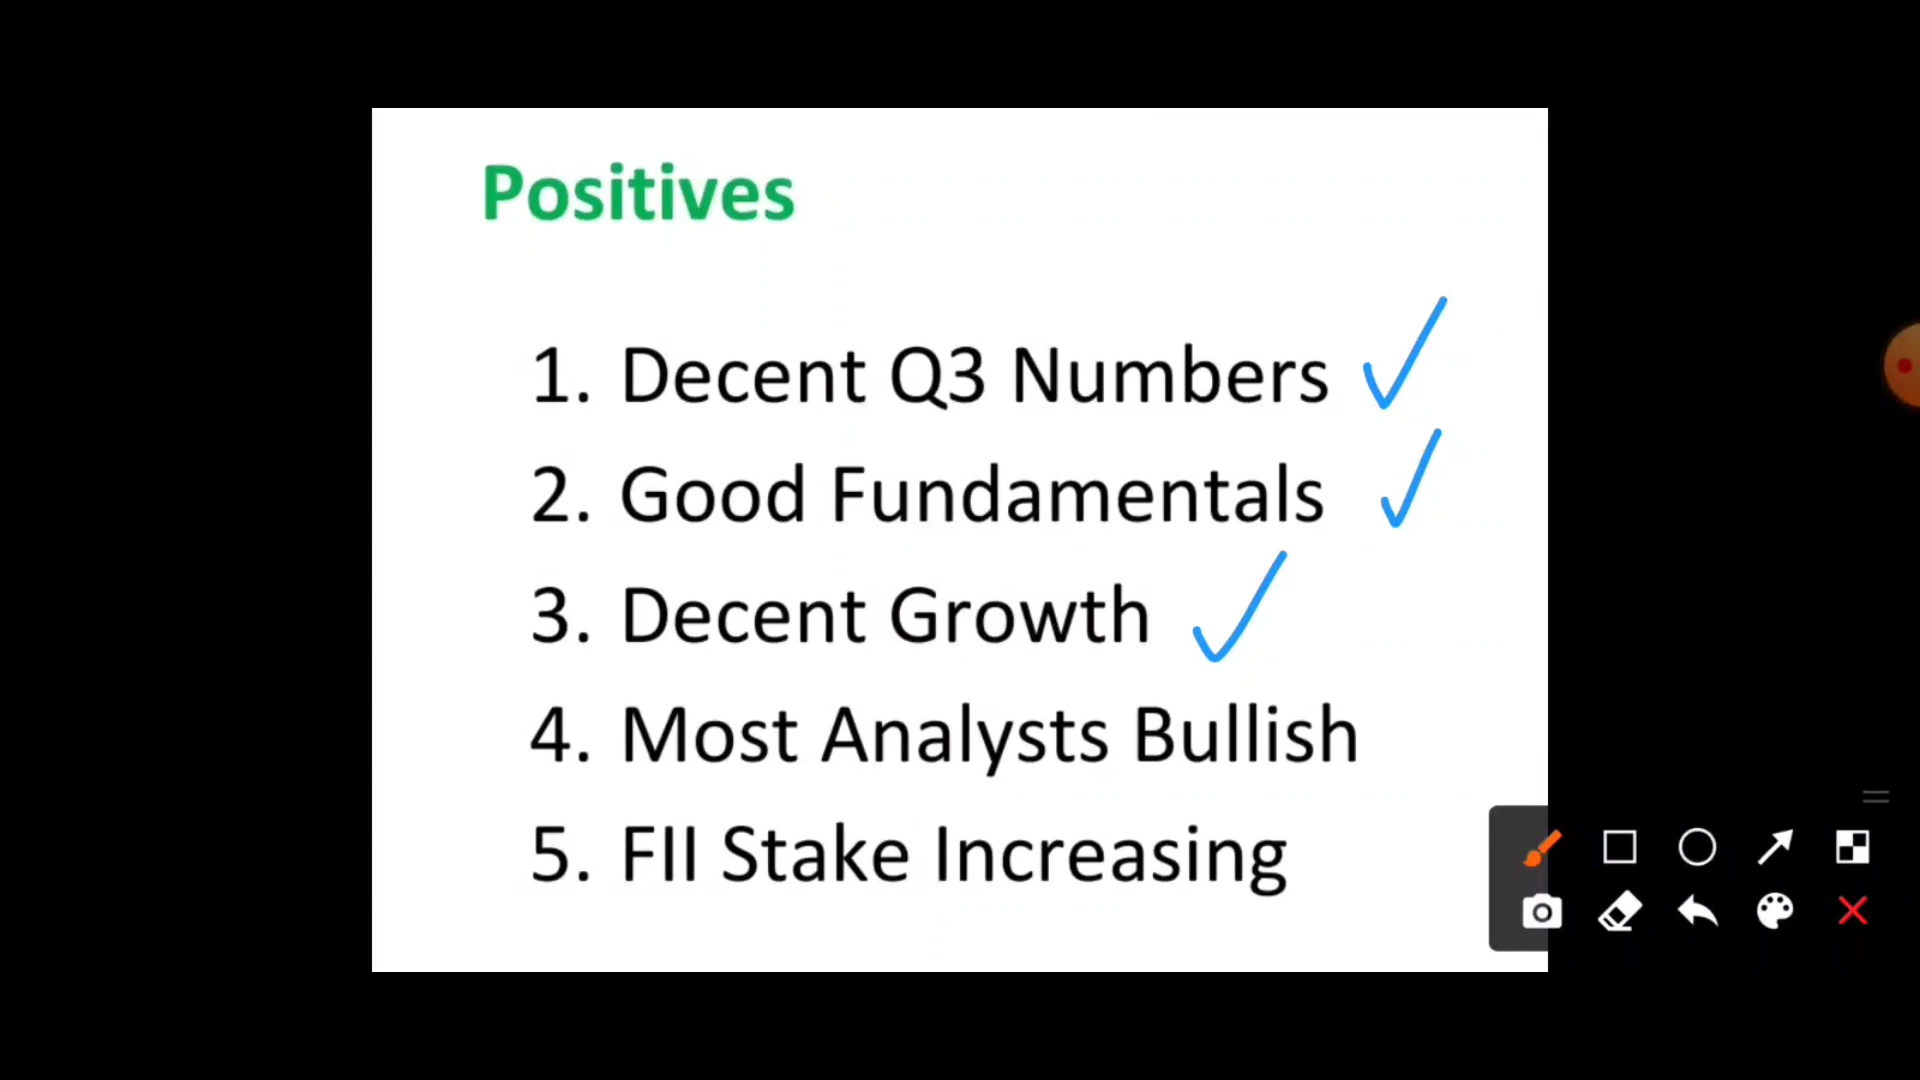 Positives
1. Decent Q3 Numbers
2. Good Fundamentals
3. Decent Growth
4. Most Analysts Bullish
5. FII Stake Increasing